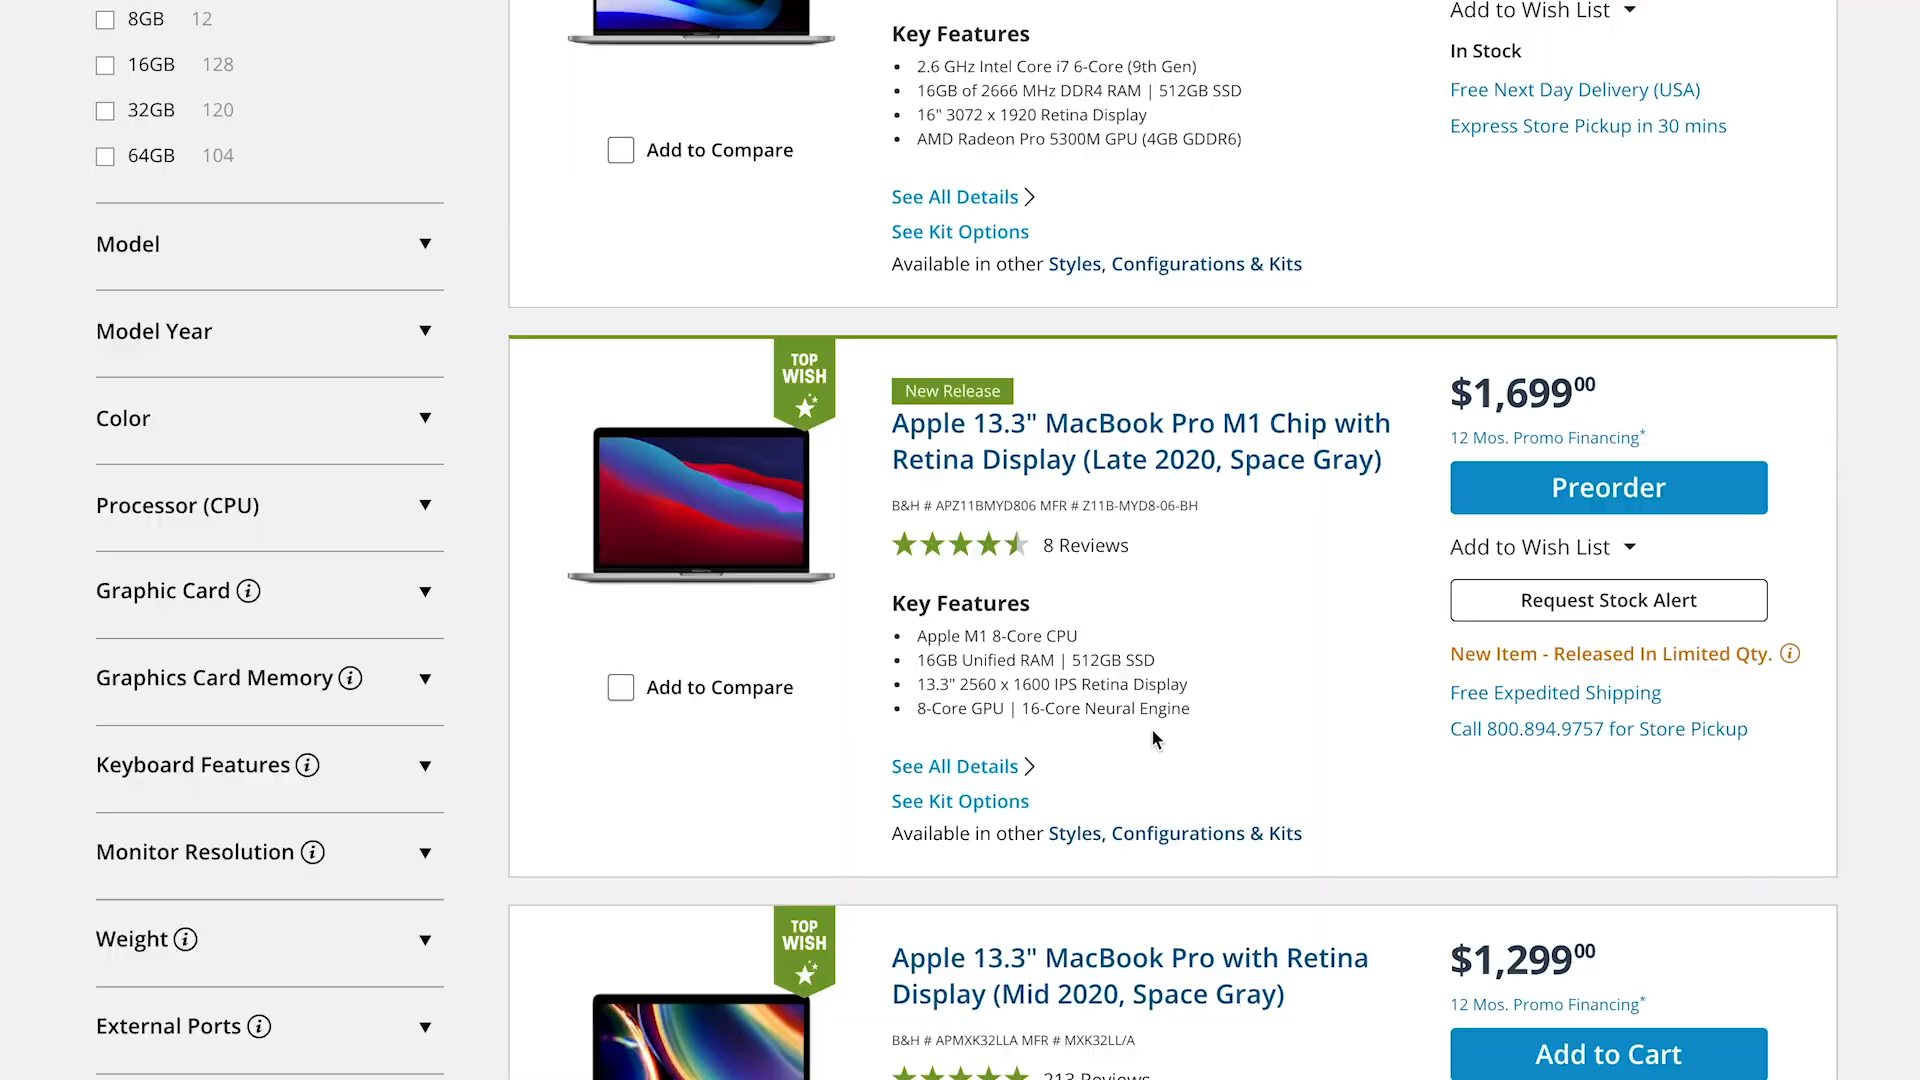 8GB 12
16GB 128
32GB 120
64GB 104
Model
Model Year
Color
Processor (CPU)
Graphic Card
Graphics Card Memory
Keyboard Features
Monitor Resolution
Weight
External Ports
Add to Compare
Key Features
2.6 GHz Intel Core i7 6-Core (9th Gen)
16GB of 2666 MHz DDR4 RAM | 512GB SSD
16" 3072 x 1920 Retina Display
AMD Radeon Pro 5300M GPU (4GB GDDR6)
See All Details
See Kit Options
Available in other Styles, Configurations & Kits
Add to Wish List
In Stock
Free Next Day Delivery (USA)
Express Store Pickup in 30 mins
TOP
WISH
Add to Compare
New Release
Apple 13.3" MacBook Pro M1 Chip with
Retina Display (Late 2020, Space Gray)
B&H # APZ11BMYD806 MFR # Z11B-MYD8-06-BH
8 Reviews
Key Features
Apple M1 8-Core CPU
16GB Unified RAM | 512GB SSD
13.3" 2560 x 1600 IPS Retina Display
8-Core GPU | 16-Core Neural Engine
See All Details
See Kit Options
Available in other Styles, Configurations & Kits
$1,69900
12 Mos. Promo Financing*
Preorder
Add to Wish List
Request Stock Alert
New Item - Released In Limited Qty.
Free Expedited Shipping
Call 800.894.9757 for Store Pickup
TOP
WISH
Apple 13.3" MacBook Pro with Retina
Display (Mid 2020, Space Gray)
B&H # APMXK32LLA MFR # MXK32LL/A
213 Reviews
$1,29900
12 Mos. Promo Financing*
Add to Cart